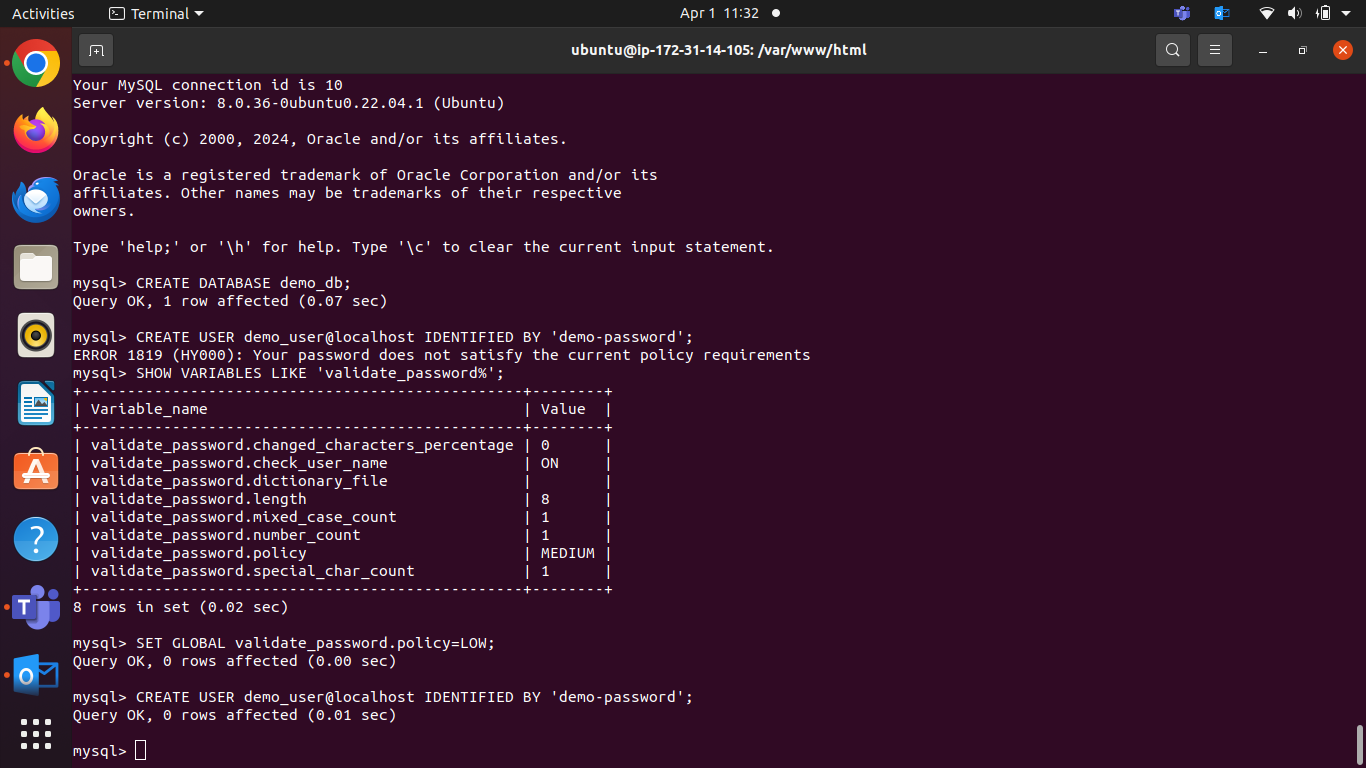 Activities
Terminal
Apr 1 11:32
ubuntu@ip-172-31-14-105: /var/www/html
Your MySQL connection id is 10
Server version: 8.0.36-0ubuntu0.22.04.1 (Ubuntu)
Copyright (c) 2000, 2024, Oracle and/or its affiliates.
Oracle is a registered trademark of Oracle Corporation and/or its
affiliates. Other names may be trademarks of their respective
owners.
Type 'help;' or '\h' for help. Type '\c' to clear the current input statement.
mysql> CREATE DATABASE demo_db;
Query OK, 1 row affected (0.07 sec)
mysql> CREATE USER demo_user@localhost IDENTIFIED BY 'demo-password';
ERROR 1819 (HY000): Your password does not satisfy the current policy requirements
mysql> SHOW VARIABLES LIKE 'validate_password%';
+-------------------------------------------------+--------+
| Variable_name                                   | Value  |
+-------------------------------------------------+--------+
| validate_password.changed_characters_percentage | 0      |
| validate_password.check_user_name               | ON     |
| validate_password.dictionary_file               |        |
| validate_password.length                        | 8      |
| validate_password.mixed_case_count              | 1      |
| validate_password.number_count                  | 1      |
| validate_password.policy                        | MEDIUM |
| validate_password.special_char_count            | 1      |
+-------------------------------------------------+--------+
8 rows in set (0.02 sec)
mysql> SET GLOBAL validate_password.policy=LOW;
Query OK, 0 rows affected (0.00 sec)
mysql> CREATE USER demo_user@localhost IDENTIFIED BY 'demo-password';
Query OK, 0 rows affected (0.01 sec)
mysql>